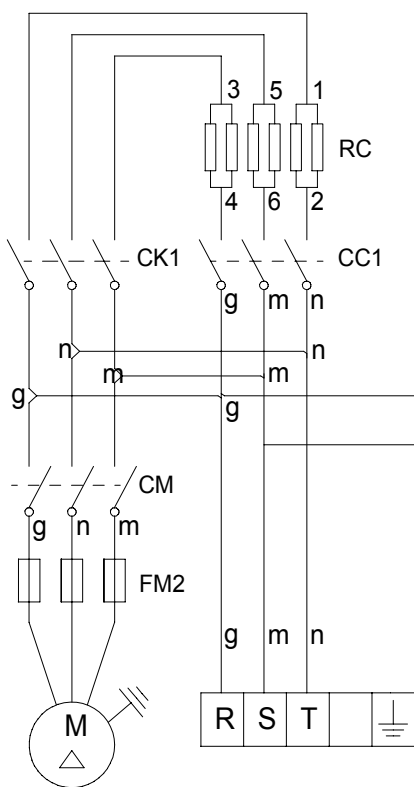 3 5 1
RC
4 6 2
CK1 CC1
g m n
n n
m m
g g
CM
g n m
FM2
g m n
M R S T